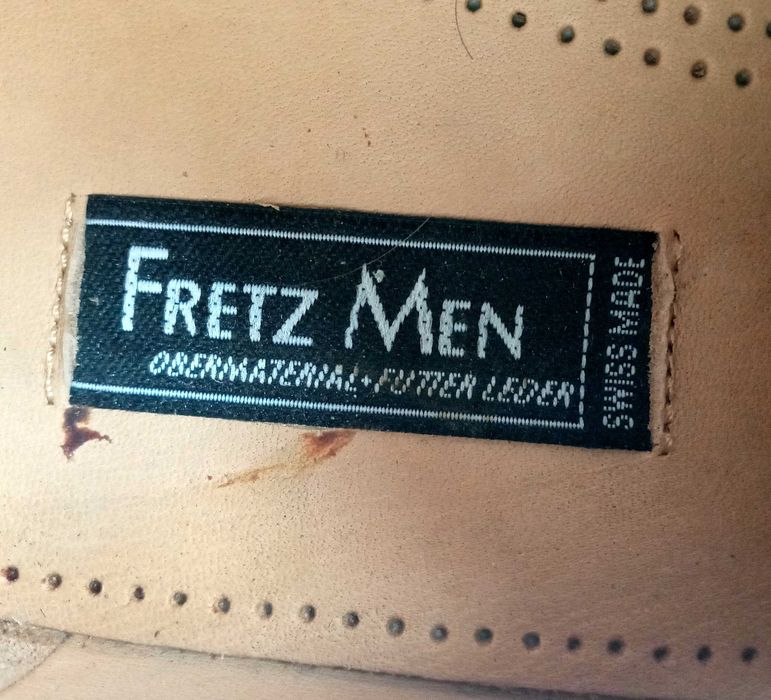 FRETZ MEN
OBERMATERIAL + FUTTER LEDER
SWISS MADE